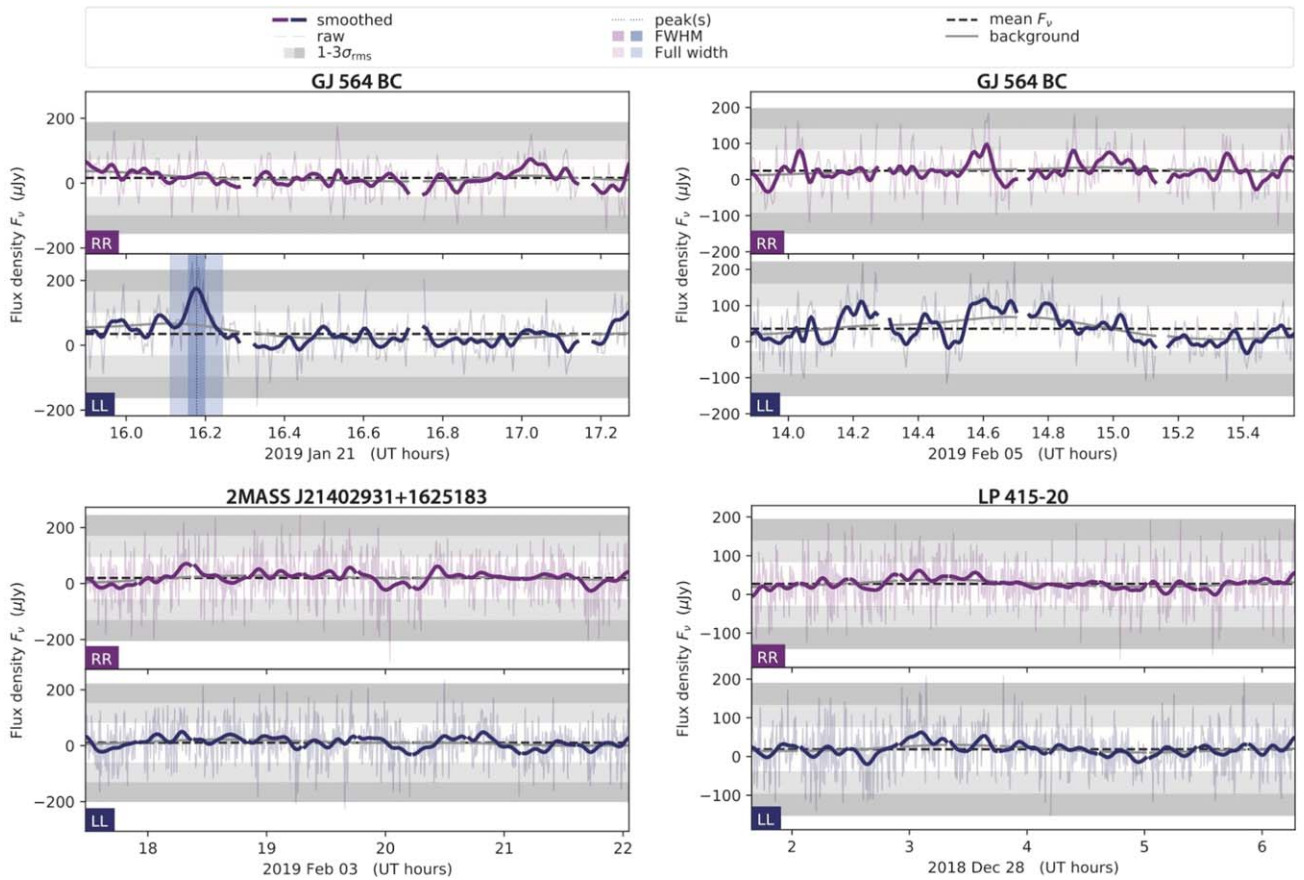 smoothed peak(s) mean Fν
raw FWHM background
1-3σrms Full width
GJ 564 BC GJ 564 BC
200
0
−200
RR
200
0
−200
LL
Flux density Fν (μJy)
16.0 16.2 16.4 16.6 16.8 17.0 17.2
2019 Jan 21 (UT hours)
200
100
0
−100
−200
RR
200
100
0
−100
−200
LL
Flux density Fν (μJy)
14.0 14.2 14.4 14.6 14.8 15.0 15.2 15.4
2019 Feb 05 (UT hours)
2MASS J21402931+1625183 LP 415-20
200
0
−200
RR
200
0
−200
LL
Flux density Fν (μJy)
18 19 20 21 22
2019 Feb 03 (UT hours)
200
100
0
−100
RR
200
100
0
−100
LL
Flux density Fν (μJy)
2 3 4 5 6
2018 Dec 28 (UT hours)